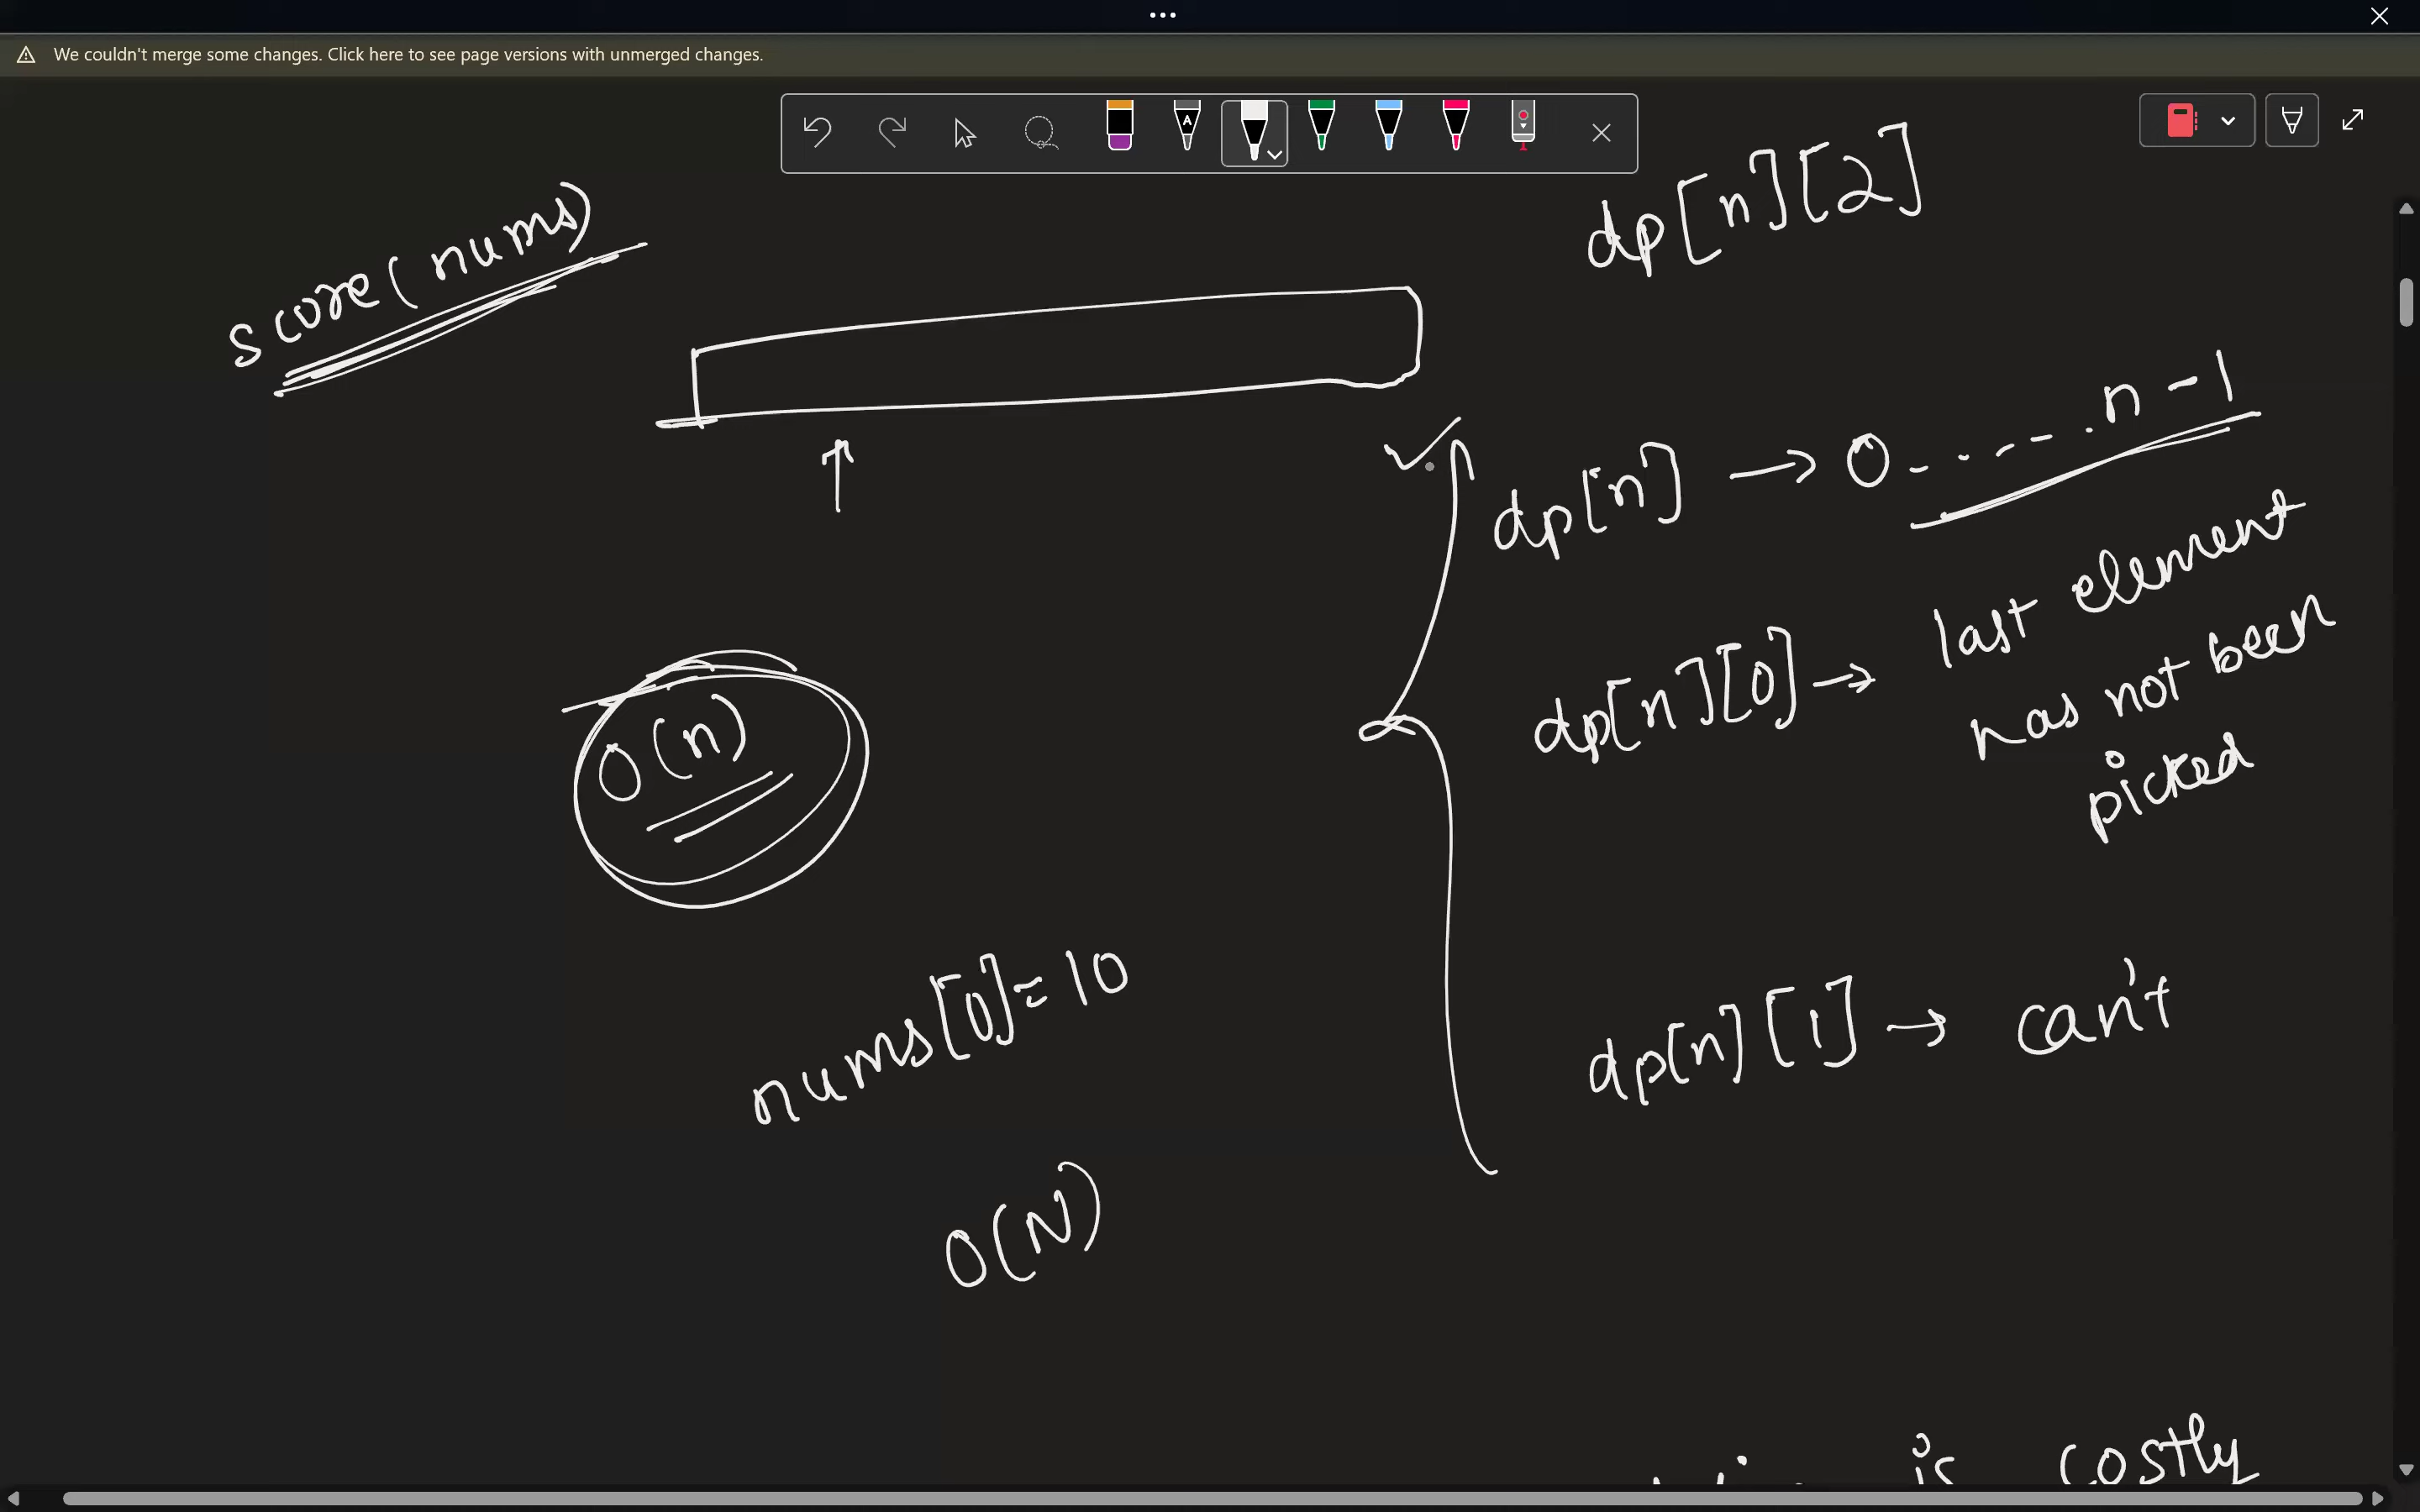 We couldn't merge some changes. Click here to see page versions with unmerged changes.
A
dp[n][2]
score(nums)
dp[n] → 0.....n-1
dp[n][0] → last element
has not been
picked
O(n)
nums[0]=10
dp[n][1] → can't
O(N)
is costly